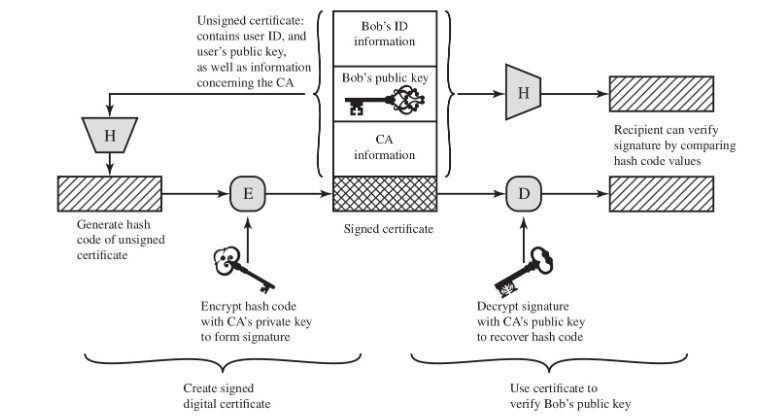 Unsigned certificate:
contains user ID, and
user's public key,
as well as information
concerning the CA
Bob's ID
information
Bob's public key
CA
information
H
H
Recipient can verify
signature by comparing
hash code values
E
D
Generate hash
code of unsigned
certificate
Signed certificate
Encrypt hash code
with CA's private key
to form signature
Decrypt signature
with CA's public key
to recover hash code
Create signed
digital certificate
Use certificate to
verify Bob's public key